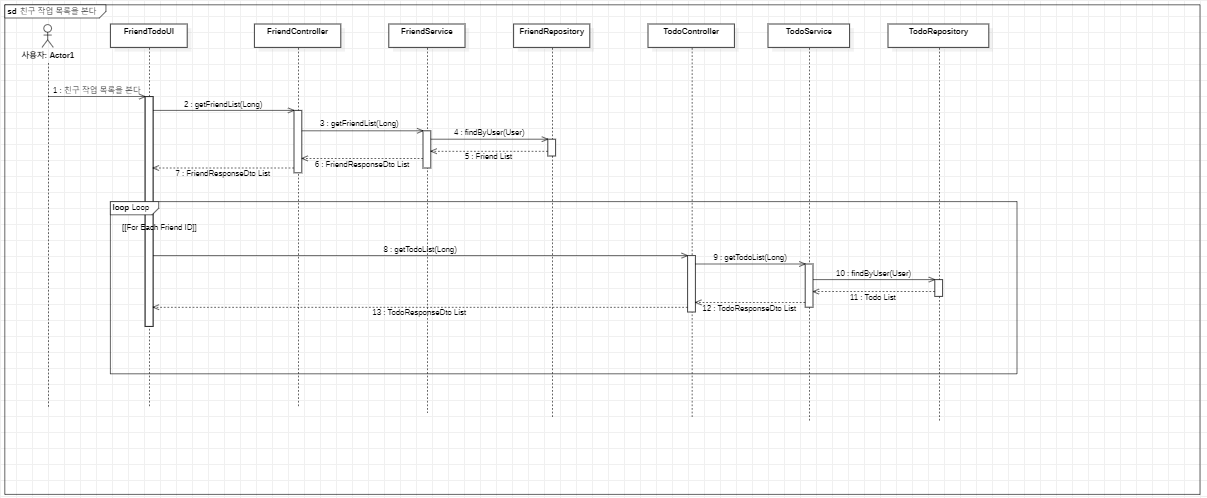 sd 친구 작업 목록을 본다
FriendTodoUI
FriendController
FriendService
FriendRepository
TodoController
TodoService
TodoRepository
사용자: Actor1
1 : 친구 작업 목록을 본다
2 : getFriendList(Long)
3 : getFriendList(Long)
4 : findByUser(User)
5 : Friend List
6 : FriendResponseDto List
7 : FriendResponseDto List
loop Loop
[[For Each Friend ID]]
8 : getTodoList(Long)
9 : getTodoList(Long)
10 : findByUser(User)
11 : Todo List
12 : TodoResponseDto List
13 : TodoResponseDto List